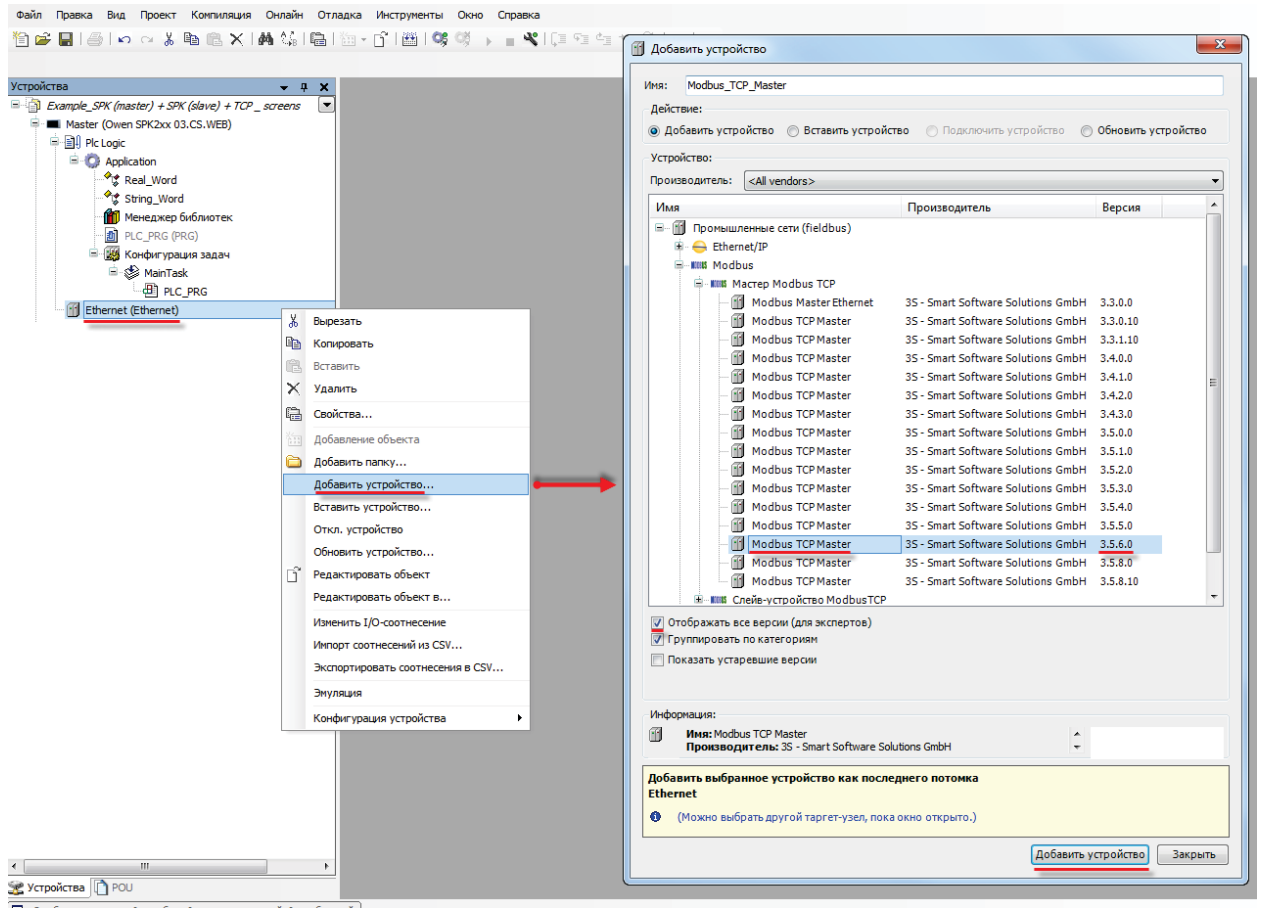 Файл Правка Вид Проект Компиляция Онлайн Отладка Инструменты Окно Справка
Устройства
Example_SPK (master) + SPK (slave) + TCP _ screens
Master (Owen SPK2xx 03.CS.WEB)
Plc Logic
Application
Real_Word
String_Word
Менеджер библиотек
PLC_PRG (PRG)
Конфигурация задач
MainTask
PLC_PRG
Ethernet (Ethernet)
Вырезать
Копировать
Вставить
Удалить
Свойства...
Добавление объекта
Добавить папку...
Добавить устройство...
Вставить устройство...
Откл. устройство
Обновить устройство...
Редактировать объект
Редактировать объект в...
Изменить I/O-соотнесение
Импорт соотнесений из CSV...
Экспортировать соотнесения в CSV...
Эмуляция
Конфигурация устройства
Устройства POU
Добавить устройство
Имя: Modbus_TCP_Master
Действие:
Добавить устройство Вставить устройство Подключить устройство Обновить устройство
Устройство:
Производитель: <All vendors>
Имя Производитель Версия
Промышленные сети (fieldbus)
Ethernet/IP
Modbus
Мастер Modbus TCP
Modbus Master Ethernet 3S - Smart Software Solutions GmbH 3.3.0.0
Modbus TCP Master 3S - Smart Software Solutions GmbH 3.3.0.10
Modbus TCP Master 3S - Smart Software Solutions GmbH 3.3.1.10
Modbus TCP Master 3S - Smart Software Solutions GmbH 3.4.0.0
Modbus TCP Master 3S - Smart Software Solutions GmbH 3.4.1.0
Modbus TCP Master 3S - Smart Software Solutions GmbH 3.4.2.0
Modbus TCP Master 3S - Smart Software Solutions GmbH 3.4.3.0
Modbus TCP Master 3S - Smart Software Solutions GmbH 3.5.0.0
Modbus TCP Master 3S - Smart Software Solutions GmbH 3.5.1.0
Modbus TCP Master 3S - Smart Software Solutions GmbH 3.5.2.0
Modbus TCP Master 3S - Smart Software Solutions GmbH 3.5.3.0
Modbus TCP Master 3S - Smart Software Solutions GmbH 3.5.4.0
Modbus TCP Master 3S - Smart Software Solutions GmbH 3.5.5.0
Modbus TCP Master 3S - Smart Software Solutions GmbH 3.5.6.0
Modbus TCP Master 3S - Smart Software Solutions GmbH 3.5.8.0
Modbus TCP Master 3S - Smart Software Solutions GmbH 3.5.8.10
Слейв-устройство ModbusTCP
Отображать все версии (для экспертов)
Группировать по категориям
Показать устаревшие версии
Информация:
Имя: Modbus TCP Master
Производитель: 3S - Smart Software Solutions GmbH
Добавить выбранное устройство как последнего потомка
Ethernet
(Можно выбрать другой таргет-узел, пока окно открыто.)
Добавить устройство Закрыть